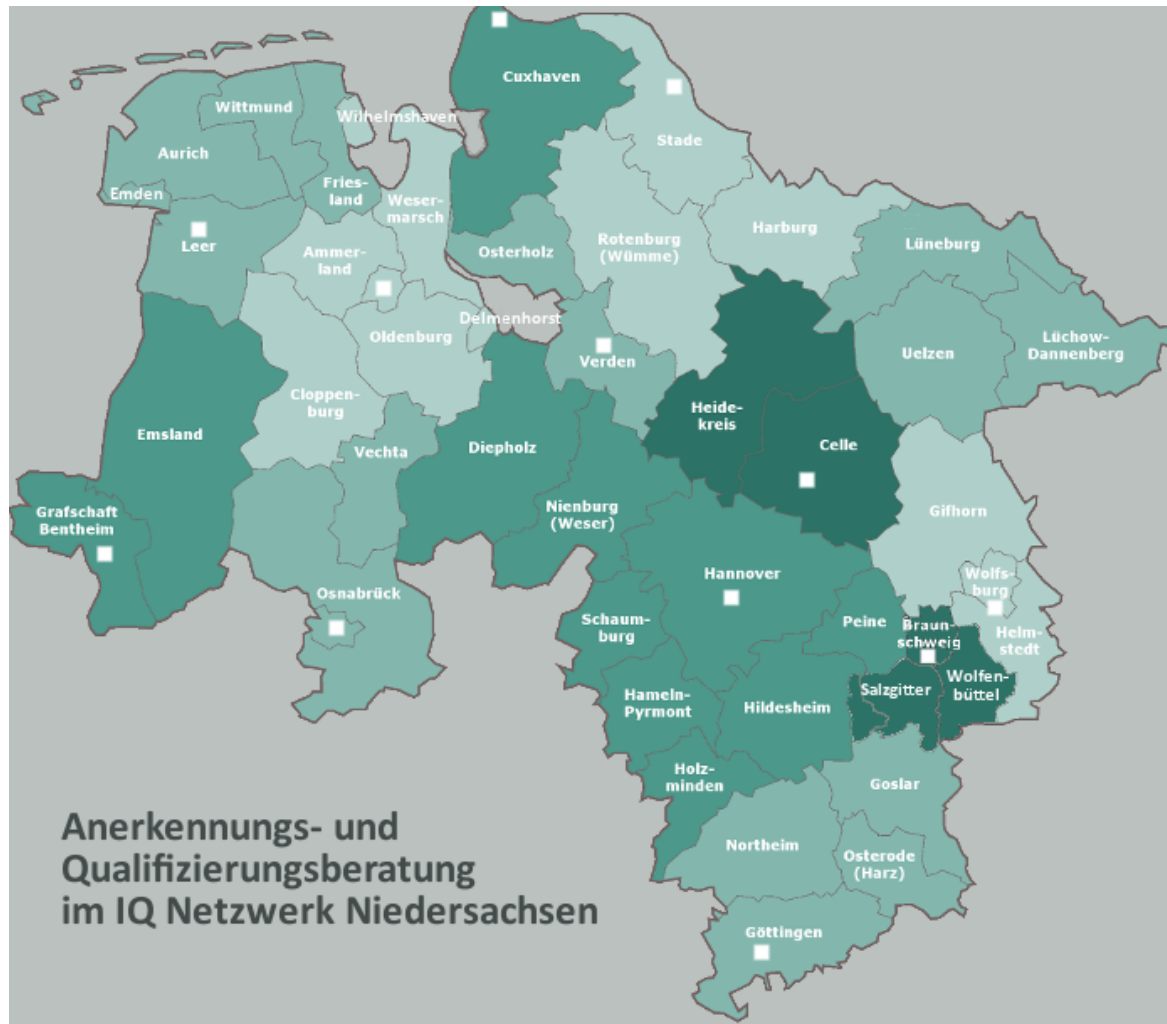 Cuxhaven
Wittmund
Wilhelmshaven
Stade
Aurich
Emden
Fries-
land
Weser-
marsch
Leer
Ammer-
land
Osterholz
Rotenburg
(Wümme)
Harburg
Lüneburg
Delmenhorst
Oldenburg
Verden
Uelzen
Lüchow-
Dannenberg
Cloppen-
burg
Heide-
kreis
Emsland
Vechta
Diepholz
Celle
Grafschaft
Bentheim
Nienburg
(Weser)
Gifhorn
Hannover
Wolfs-
burg
Osnabrück
Schaum-
burg
Peine
Braun-
schweig
Helm-
stedt
Hameln-
Pyrmont
Hildesheim
Salzgitter
Wolfen-
büttel
Holz-
minden
Goslar
Northeim
Osterode
(Harz)
Göttingen
Anerkennungs- und
Qualifizierungsberatung
im IQ Netzwerk Niedersachsen